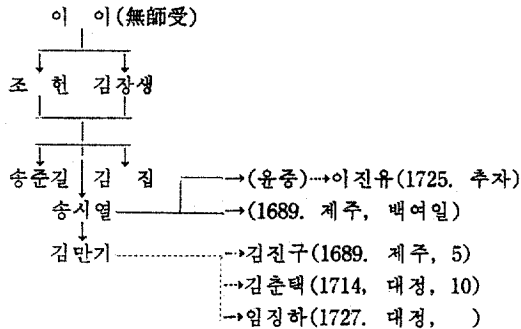 이 이(無師受)
조 헌 김장생
송준길 김 집 (윤증) 이진유(1725. 추자)
송시열 (1689. 제주, 백여일)
김만기 김진구(1689. 제주, 5)
김춘택(1714, 대정, 10)
임징하(1727. 대정, )